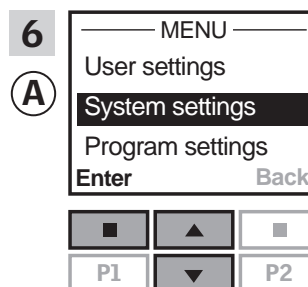 6
A
MENU
User settings
System settings
Program settings
Enter Back
P1 P2